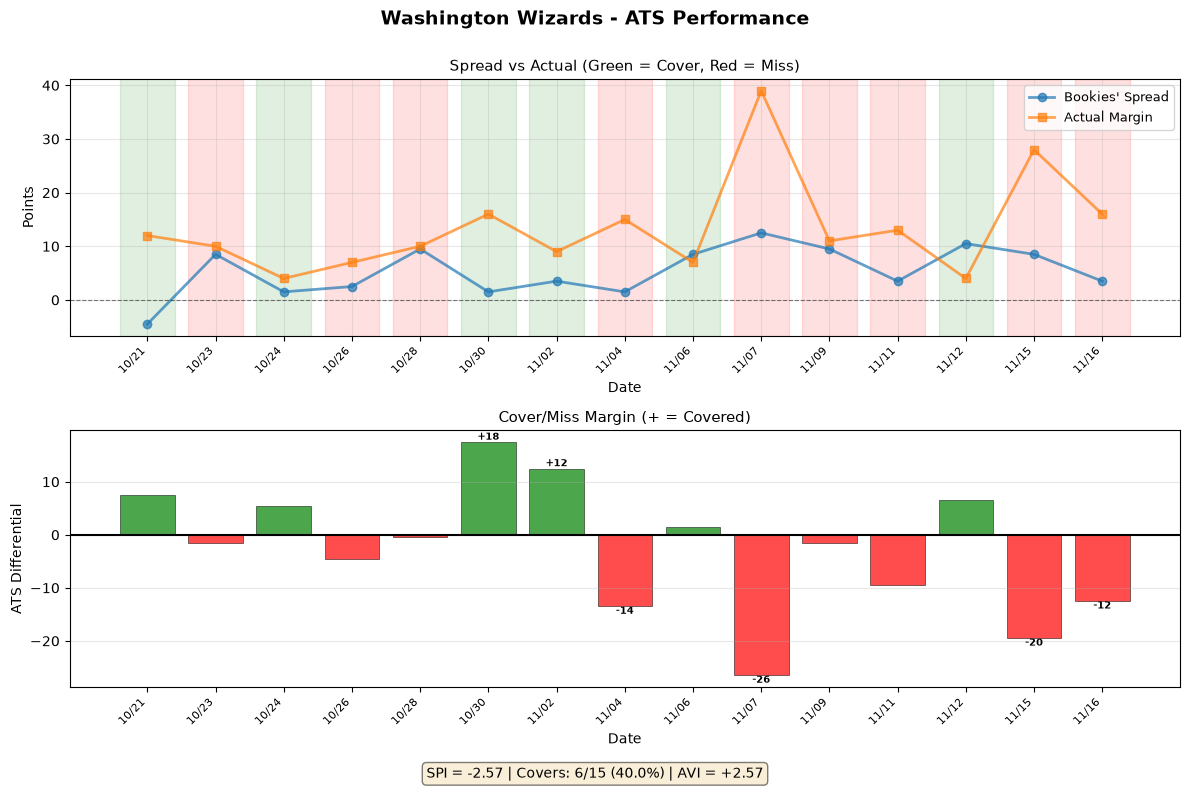 Washington Wizards - ATS Performance
Spread vs Actual (Green = Cover, Red = Miss)
Points
40
30
20
10
0
Bookies' Spread
Actual Margin
10/21 10/23 10/24 10/26 10/28 10/30 11/02 11/04 11/06 11/07 11/09 11/11 11/12 11/15 11/16
Date
Cover/Miss Margin (+ = Covered)
ATS Differential
10
0
−10
−20
+18
+12
-14
-26
-20
-12
10/21 10/23 10/24 10/26 10/28 10/30 11/02 11/04 11/06 11/07 11/09 11/11 11/12 11/15 11/16
Date
SPI = -2.57 | Covers: 6/15 (40.0%) | AVI = +2.57